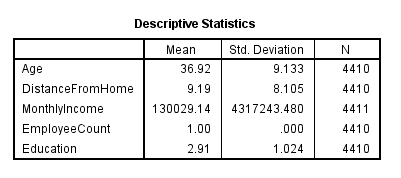 Descriptive Statistics
Mean Std. Deviation N
Age 36.92 9.133 4410
DistanceFromHome 9.19 8.105 4410
MonthlyIncome 130029.14 4317243.480 4411
EmployeeCount 1.00 .000 4410
Education 2.91 1.024 4410